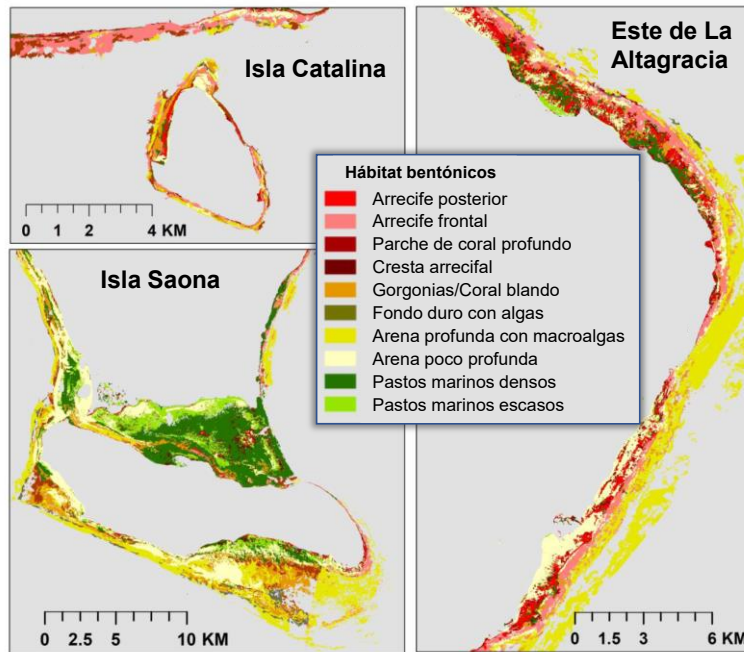 Isla Catalina
0 1 2 4 KM
Este de La
Altagracia
Hábitat bentónicos
Arrecife posterior
Arrecife frontal
Parche de coral profundo
Cresta arrecifal
Gorgonias/Coral blando
Fondo duro con algas
Arena profunda con macroalgas
Arena poco profunda
Pastos marinos densos
Pastos marinos escasos
Isla Saona
0 2.5 5 10 KM
0 1.5 3 6 KM